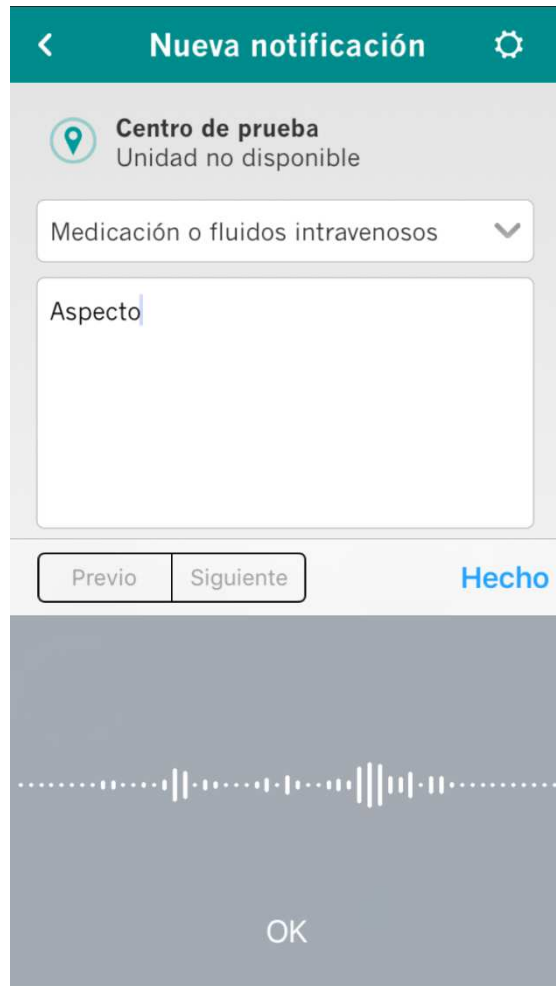 Nueva notificación
Centro de prueba
Unidad no disponible
Medicación o fluidos intravenosos
Aspecto
Previo Siguiente Hecho
OK